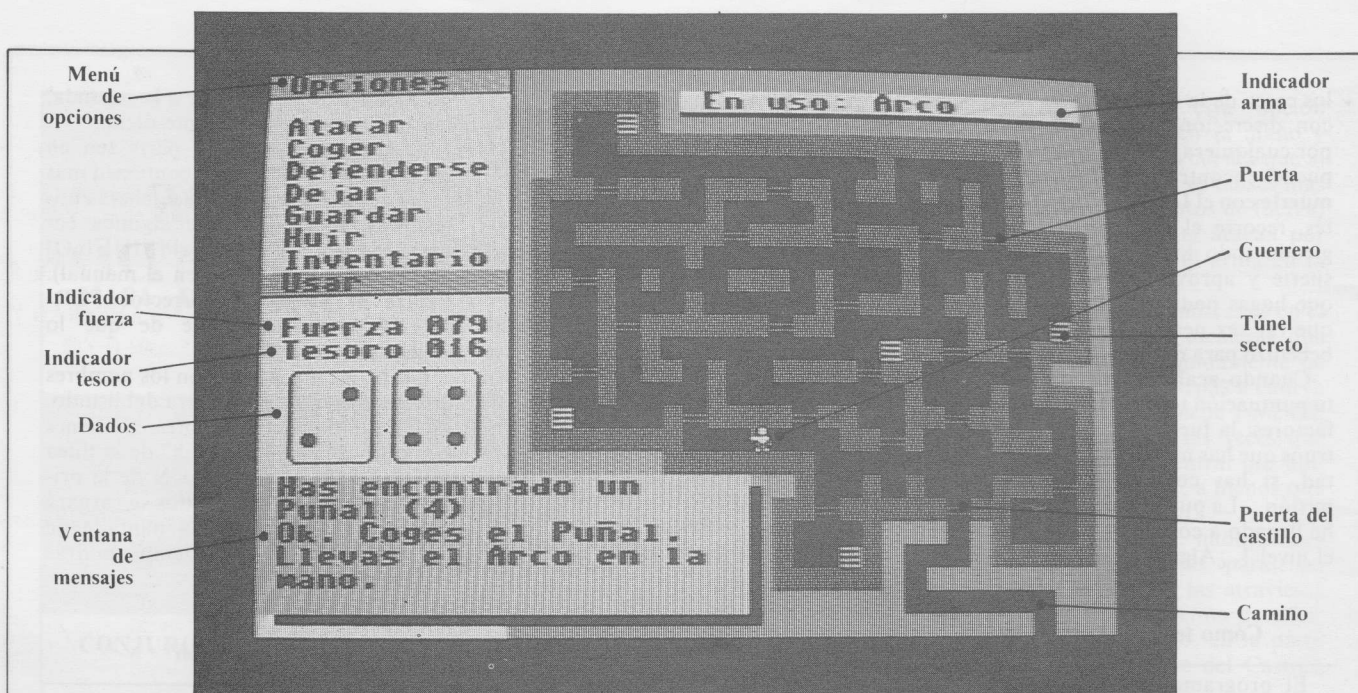 Menú
de
opciones
Indicador
fuerza
Indicador
tesoro
Dados
Ventana
de
mensajes
Opciones
Atacar
Coger
Defenderse
Dejar
Guardar
Huir
Inventario
Usar
Fuerza 079
Tesoro 016
Has encontrado un
Puñal (4)
Ok. Coges el Puñal.
Llevas el Arco en la
mano.
En uso: Arco
Indicador
arma
Puerta
Guerrero
Túnel
secreto
Puerta del
castillo
Camino